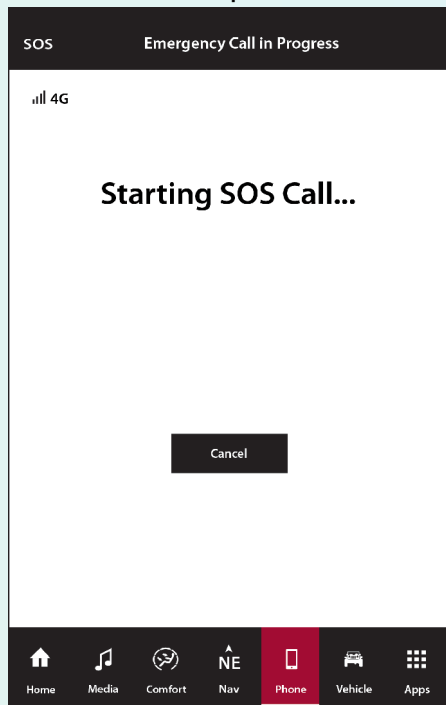 SOS Emergency Call in Progress
4G
Starting SOS Call...
Cancel
NE
Home Media Comfort Nav Phone Vehicle Apps